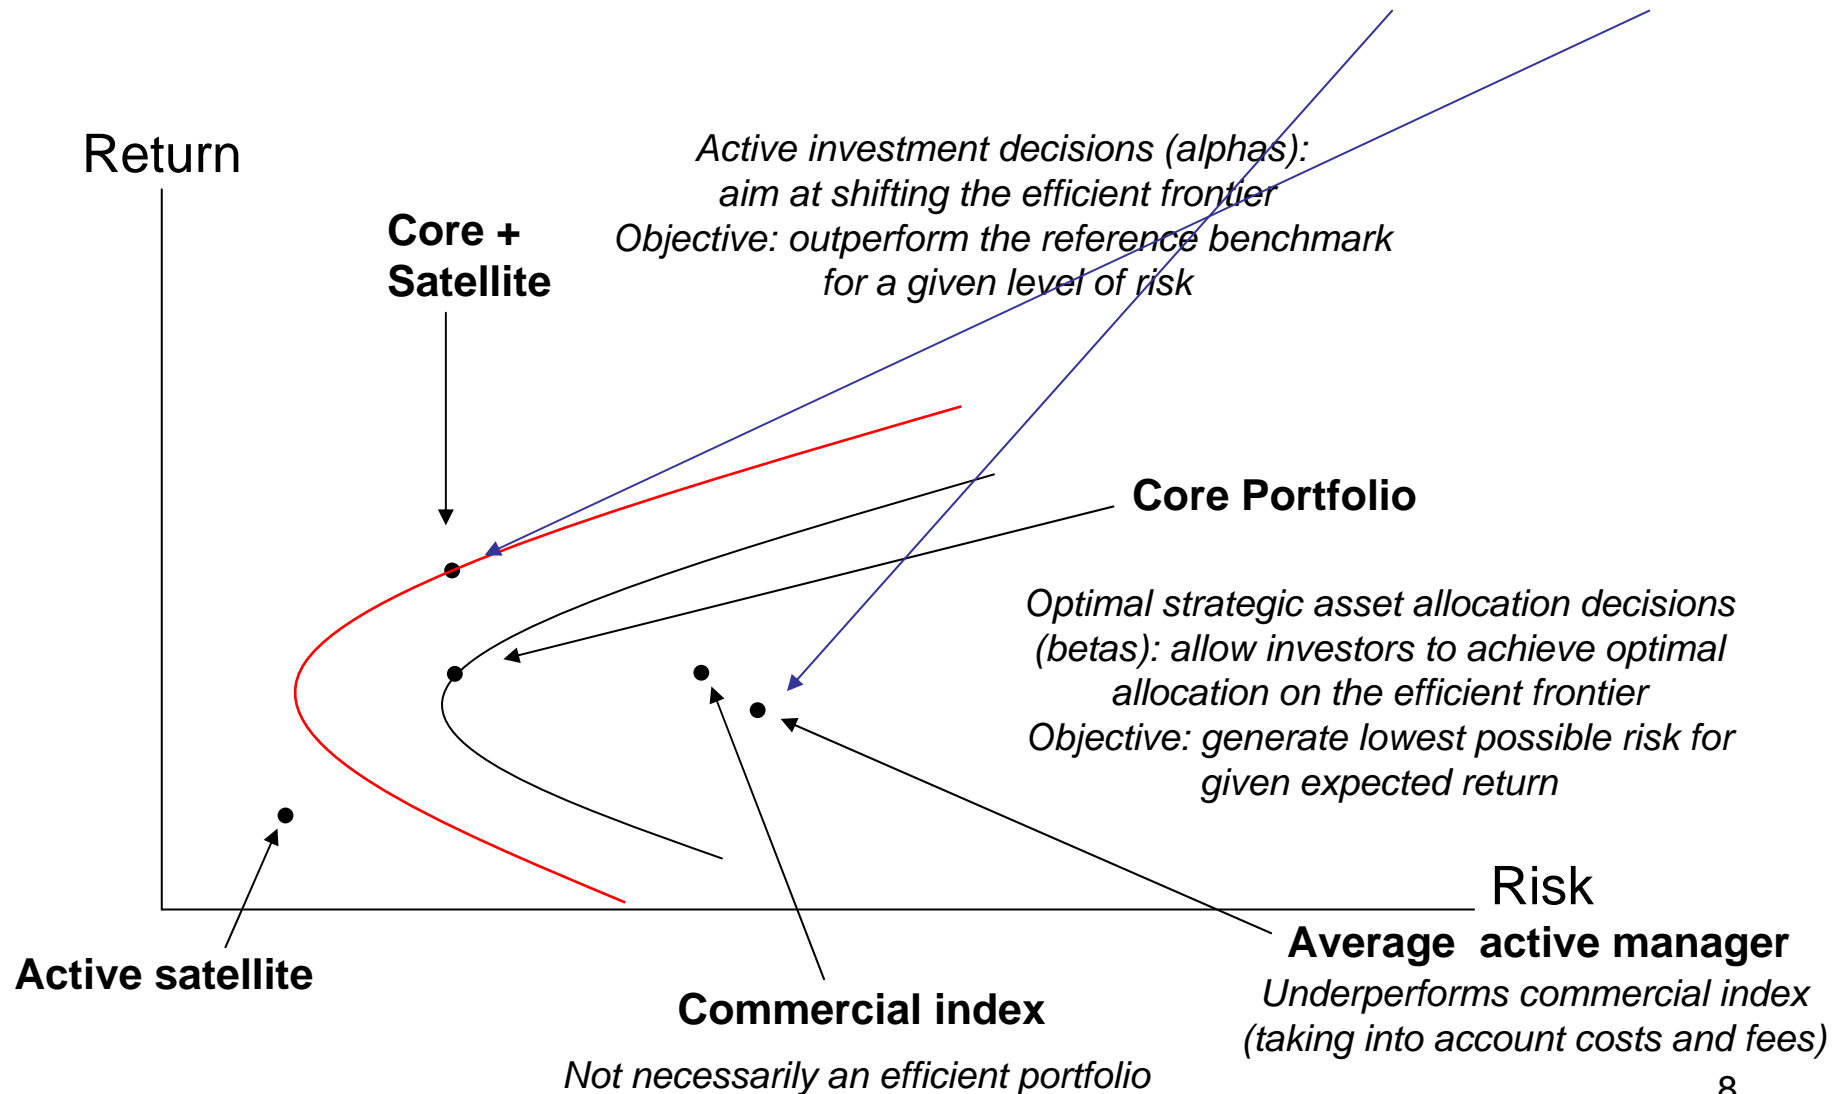 Return
Active investment decisions (alphas):
aim at shifting the efficient frontier
Objective: outperform the reference benchmark
for a given level of risk
Core +
Satellite
Core Portfolio
Optimal strategic asset allocation decisions
(betas): allow investors to achieve optimal
allocation on the efficient frontier
Objective: generate lowest possible risk for
given expected return
Risk
Average active manager
Underperforms commercial index
(taking into account costs and fees)
Active satellite
Commercial index
Not necessarily an efficient portfolio
8